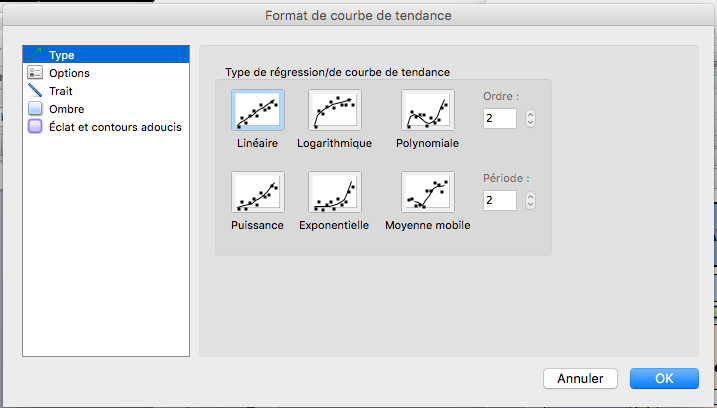 Format de courbe de tendance
Type
Options
Trait
Ombre
Éclat et contours adoucis
Type de régression/de courbe de tendance
Linéaire
Logarithmique
Polynomiale
Ordre :
2
Puissance
Exponentielle
Moyenne mobile
Période :
2
Annuler
OK